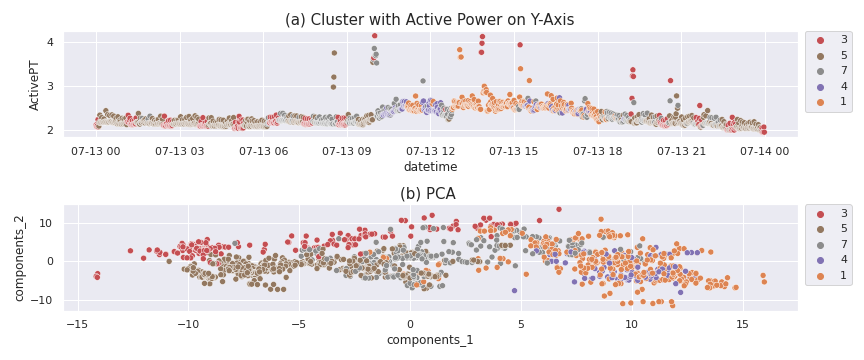 (a) Cluster with Active Power on Y-Axis
4
3
2
ActivePT
07-13 00 07-13 03 07-13 06 07-13 09 07-13 12 07-13 15 07-13 18 07-13 21 07-14 00
datetime
3
5
7
4
1
(b) PCA
10
0
−10
components_2
−15 −10 −5 0 5 10 15
components_1
3
5
7
4
1